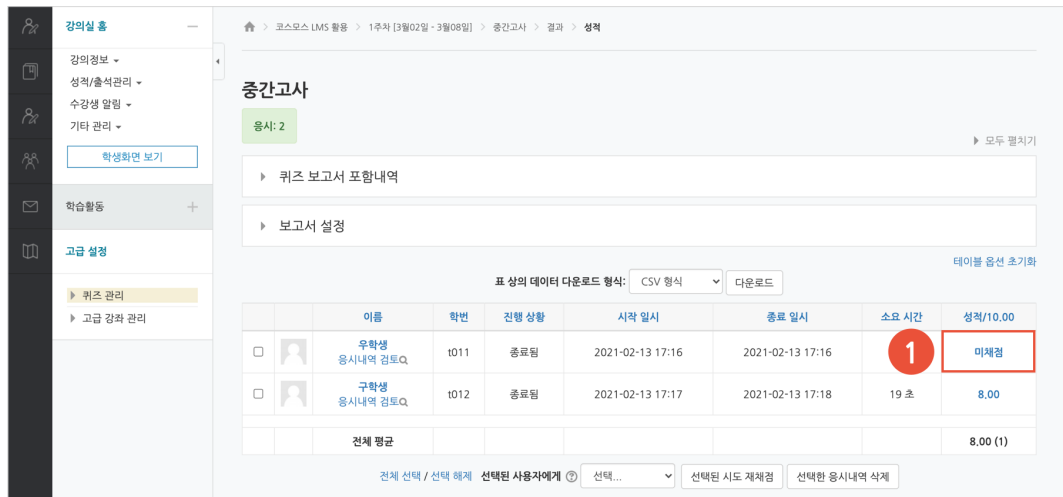 강의실 홈
강의정보
성적/출석관리
수강생 알림
기타 관리
학생화면 보기
학습활동
고급 설정
퀴즈 관리
고급 강좌 관리
코스모스 LMS 활용 > 1주차 [3월02일 - 3월08일] > 중간고사 > 결과 > 성적
중간고사
응시: 2
모두 펼치기
퀴즈 보고서 포함내역
보고서 설정
테이블 옵션 초기화
표 상의 데이터 다운로드 형식: CSV 형식 다운로드
이름 학번 진행 상황 시작 일시 종료 일시 소요 시간 성적/10.00
우학생 응시내역 검토 t011 종료됨 2021-02-13 17:16 2021-02-13 17:16 1 미채점
구학생 응시내역 검토 t012 종료됨 2021-02-13 17:17 2021-02-13 17:18 19 초 8.00
전체 평균 8.00 (1)
전체 선택 / 선택 해제 선택된 사용자에게 선택... 선택된 시도 재채점 선택한 응시내역 삭제